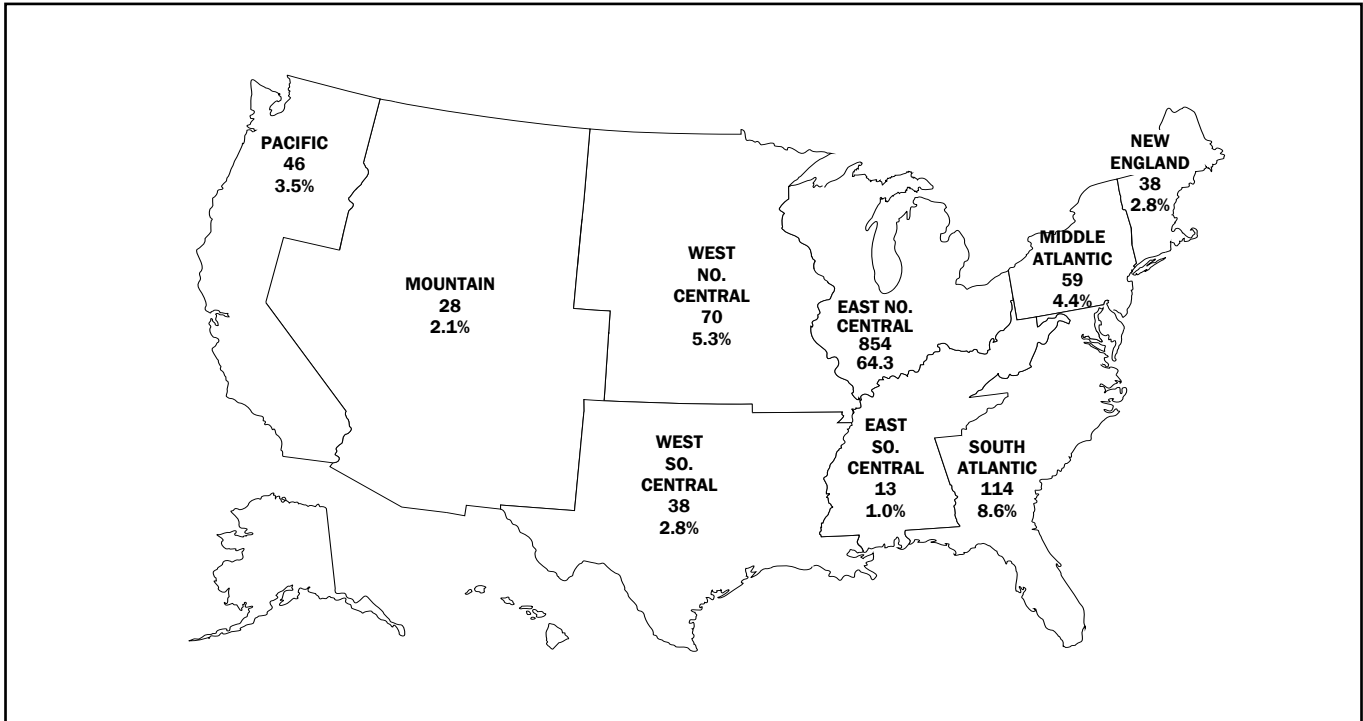 PACIFIC
46
3.5%
MOUNTAIN
28
2.1%
WEST
NO.
CENTRAL
70
5.3%
WEST
SO.
CENTRAL
38
2.8%
EAST NO.
CENTRAL
854
64.3
EAST
SO.
CENTRAL
13
1.0%
SOUTH
ATLANTIC
114
8.6%
MIDDLE
ATLANTIC
59
4.4%
NEW
ENGLAND
38
2.8%